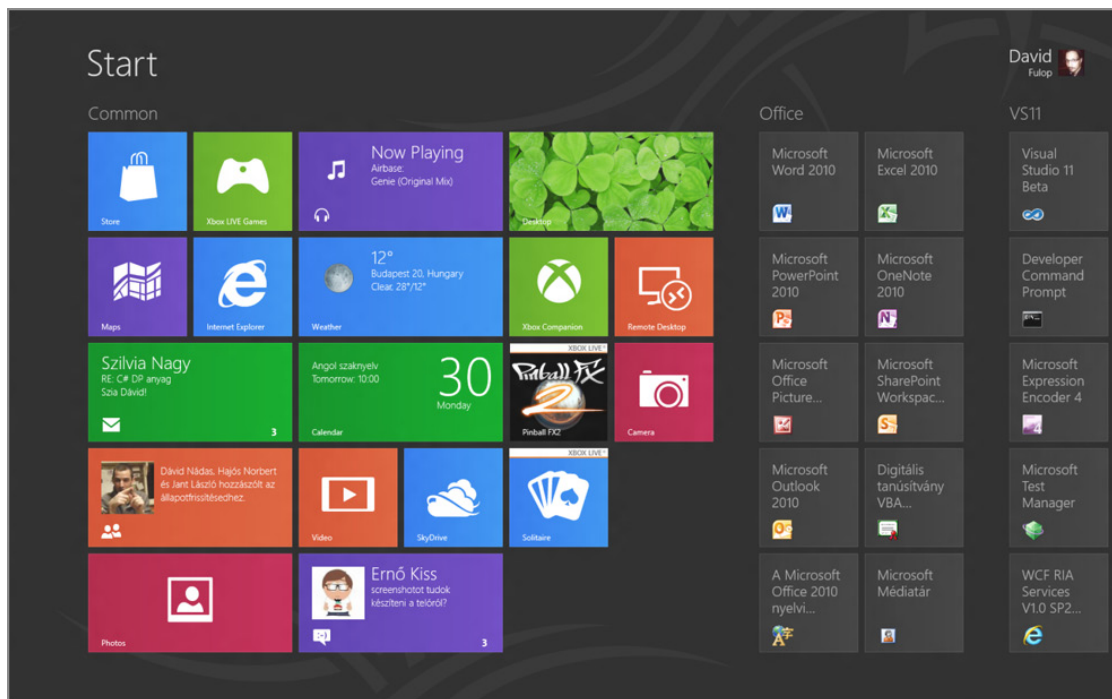 Start
David
Fulop
Common
Store
Xbox LIVE Games
Now Playing
Airbase:
Genie (Original Mix)
Desktop
Maps
Internet Explorer
12°
Budapest 20, Hungary
Clear, 28°/12°
Weather
Xbox Companion
Remote Desktop
Szilvia Nagy
RE: C# DP anyag
Szia Dávid!
3
Angol szaknyelv
Tomorrow: 10:00
30
Monday
Calendar
XBOX LIVE
Pinball FX
2
Pinball FX2
Camera
Dávid Nádas, Hajós Norbert
és Jant László hozzászólt az
állapotfrissítésedhez.
Video
SkyDrive
XBOX LIVE
Solitaire
Photos
Ernő Kiss
screenshotot tudok
készíteni a telóról?
:-)
3
Office
Microsoft
Word 2010
Microsoft
Excel 2010
Microsoft
PowerPoint
2010
Microsoft
OneNote
2010
Microsoft
Office
Picture...
Microsoft
SharePoint
Workspac...
Microsoft
Outlook
2010
Digitális
tanúsítvány
VBA...
A Microsoft
Office 2010
nyelvi...
Microsoft
Médiatár
VS11
Visual
Studio 11
Beta
Developer
Command
Prompt
Microsoft
Expression
Encoder 4
Microsoft
Test
Manager
WCF RIA
Services
V1.0 SP2...